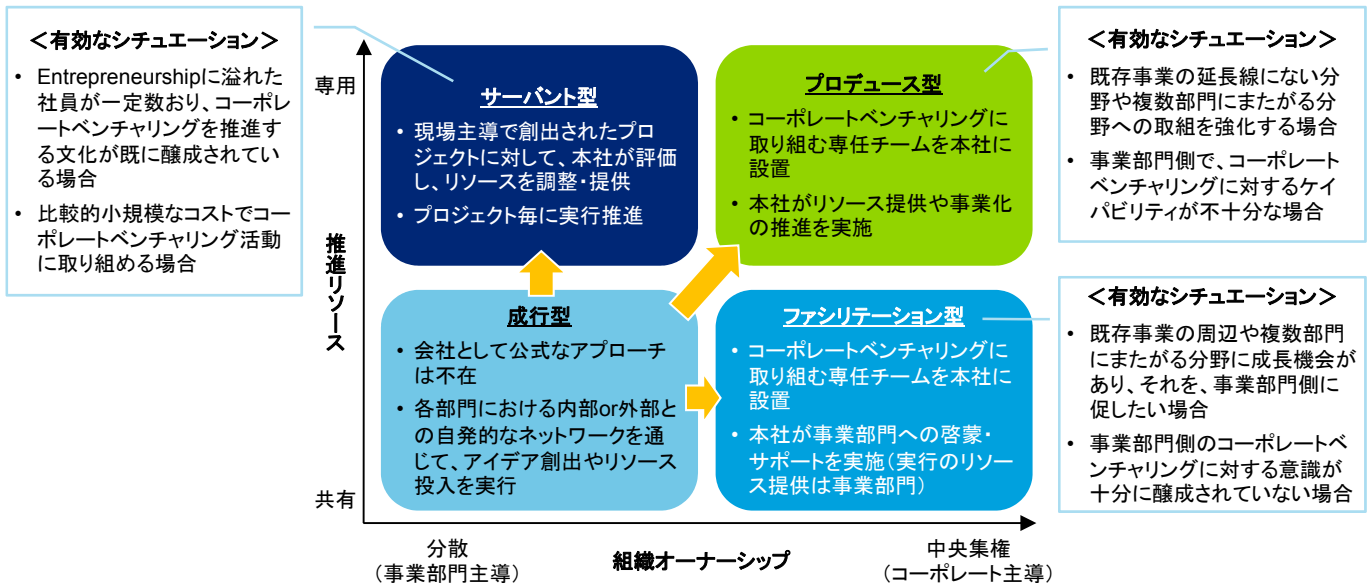 ＜有効なシチュエーション＞
• Entrepreneurshipに溢れた
社員が一定数おり、コーポレ
ートベンチャリングを推進す
る文化が既に醸成されてい
る場合
• 比較的小規模なコストでコー
ポレートベンチャリング活動
に取り組める場合
推進リソース
専用
共有
サーバント型
• 現場主導で創出されたプロ
ジェクトに対して、本社が評価
し、リソースを調整・提供
• プロジェクト毎に実行推進
プロデュース型
• コーポレートベンチャリングに
取り組む専任チームを本社に
設置
• 本社がリソース提供や事業化
の推進を実施
＜有効なシチュエーション＞
• 既存事業の延長線にない分
野や複数部門にまたがる分
野への取組を強化する場合
• 事業部門側で、コーポレート
ベンチャリングに対するケイ
パビリティが不十分な場合
成行型
• 会社として公式なアプローチ
は不在
• 各部門における内部or外部と
の自発的なネットワークを通
じて、アイデア創出やリソース
投入を実行
ファシリテーション型
• コーポレートベンチャリングに
取り組む専任チームを本社に
設置
• 本社が事業部門への啓蒙・
サポートを実施（実行のリソー
ス提供は事業部門）
＜有効なシチュエーション＞
• 既存事業の周辺や複数部門
にまたがる分野に成長機会が
あり、それを、事業部門側に
促したい場合
• 事業部門側のコーポレートベ
ンチャリングに対する意識が
十分に醸成されていない場合
分散
（事業部門主導）
組織オーナーシップ
中央集権
（コーポレート主導）